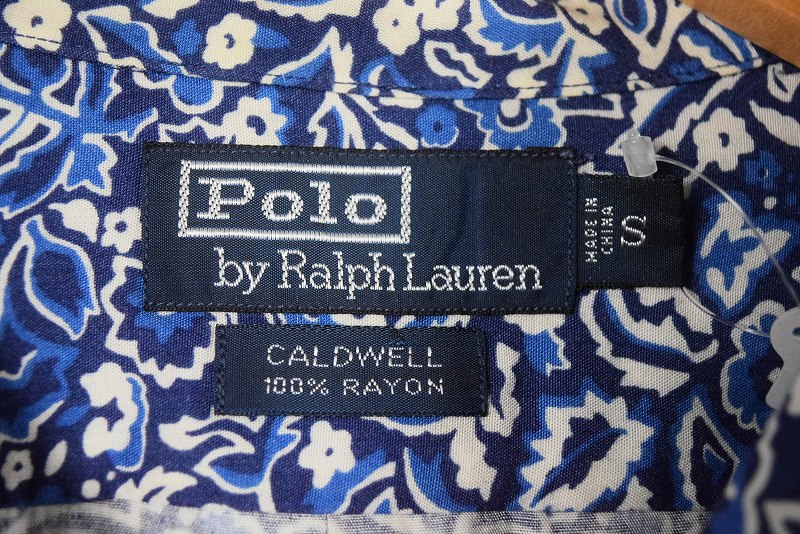 Polo
by Ralph Lauren
MADE IN
CHINA
S
CALDWELL
100% RAYON